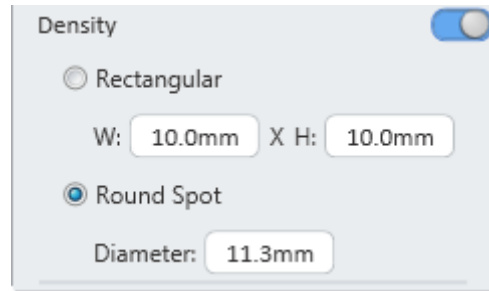 Density
Rectangular
W: 10.0mm X H: 10.0mm
Round Spot
Diameter: 11.3mm